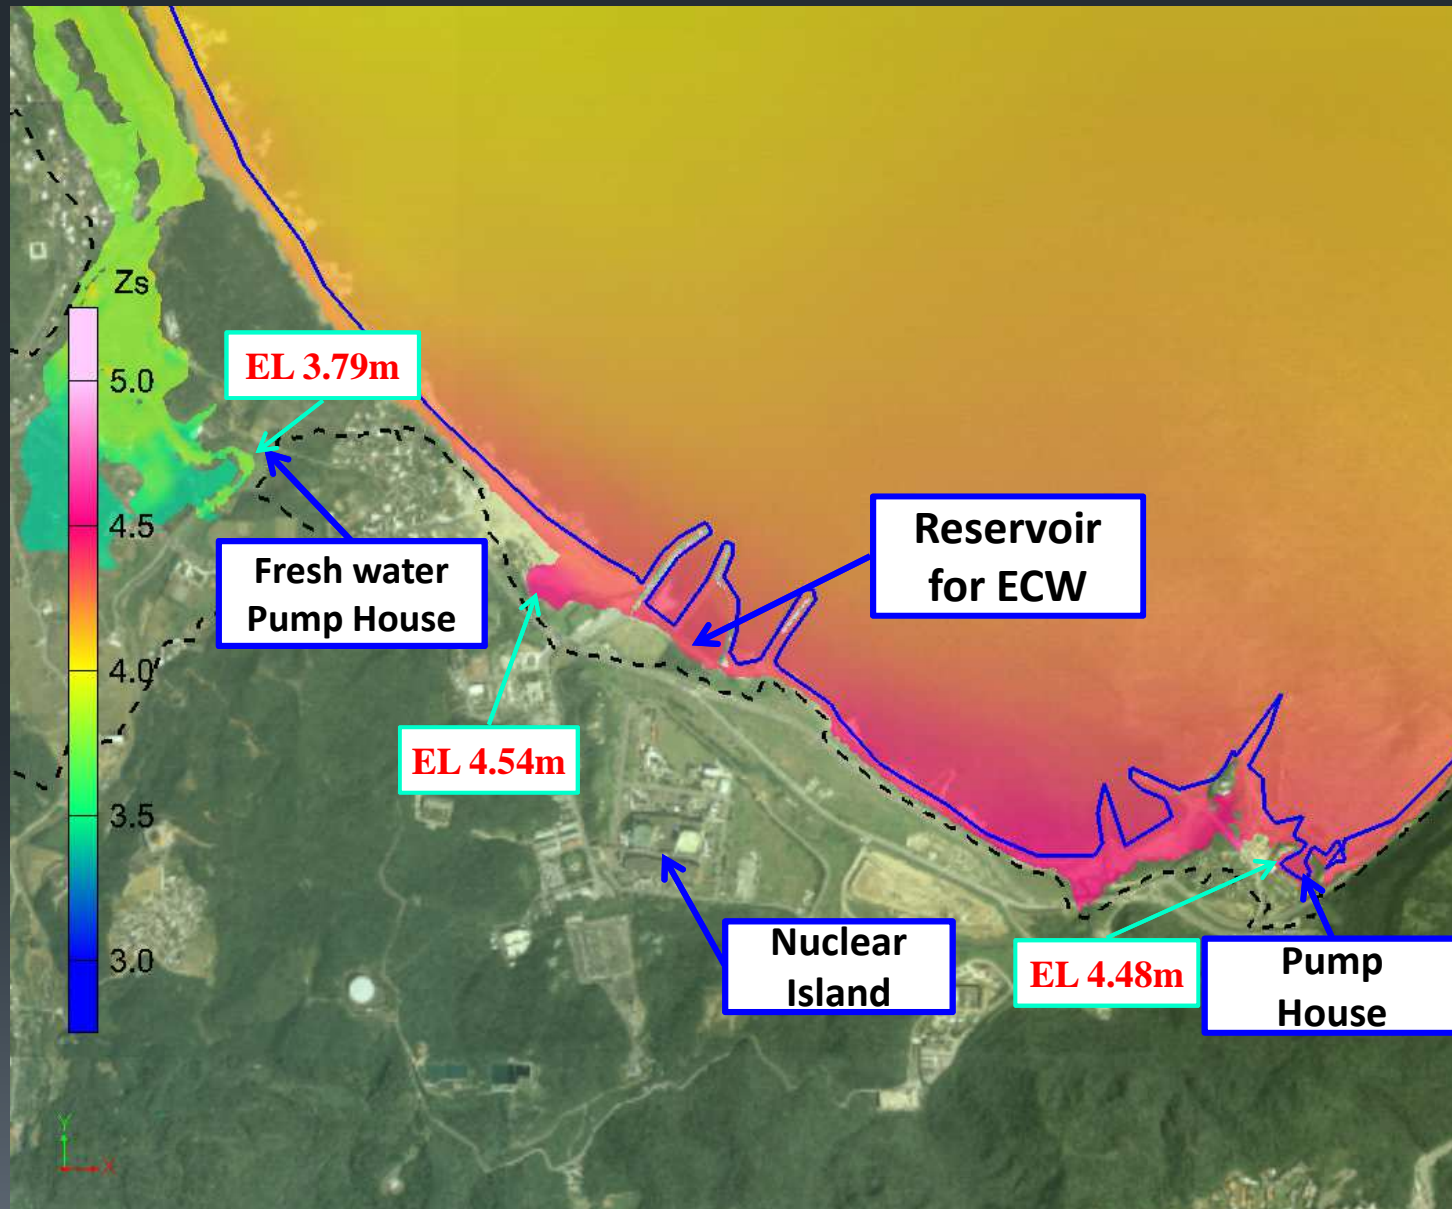 Zs
5.0
4.5
4.0
3.5
3.0
EL 3.79m
Fresh water
Pump House
Reservoir
for ECW
EL 4.54m
Nuclear
Island
EL 4.48m
Pump
House
Y
X